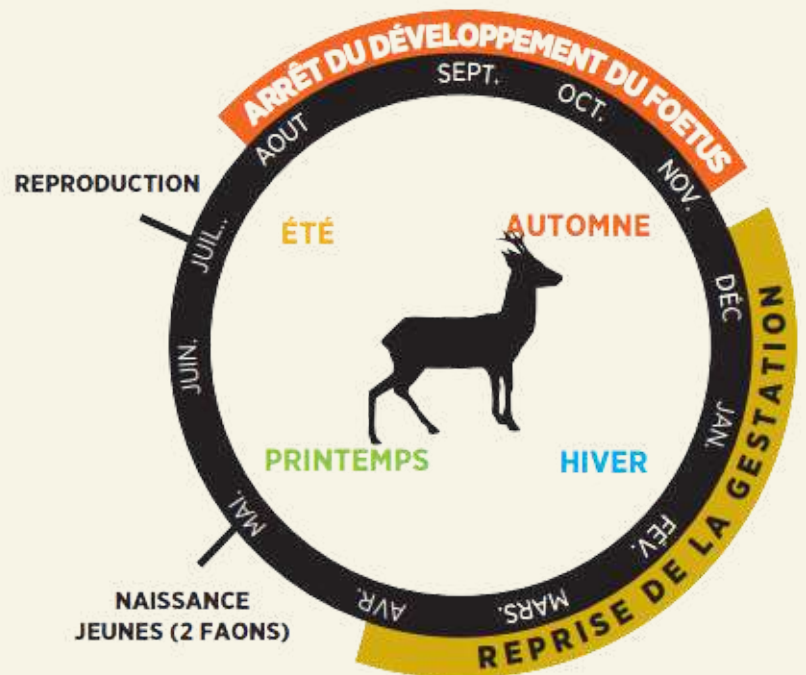 ARRÊT DU DÉVELOPPEMENT DU FOETUS
SEPT.
OCT.
NOV.
DÉC
JAN.
FÉV.
MARS.
AVR.
MAI.
JUIN.
JUIL..
AOUT
REPRODUCTION
ÉTÉ
AUTOMNE
PRINTEMPS
HIVER
REPRISE DE LA GESTATION
NAISSANCE
JEUNES (2 FAONS)